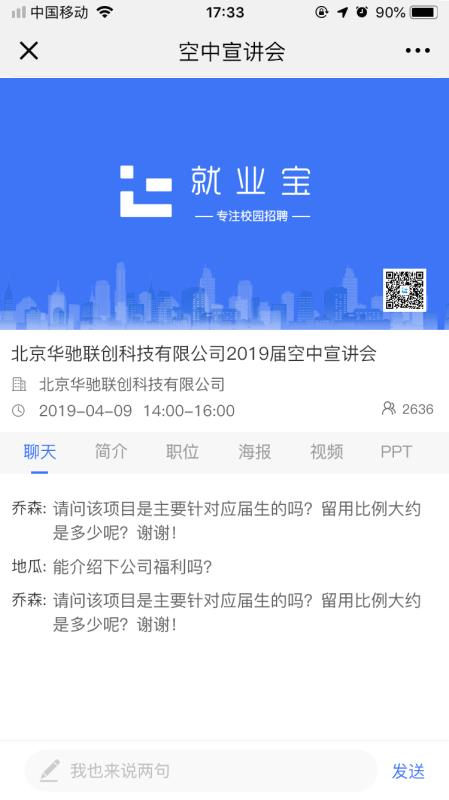 中国移动 17:33 90%
空中宣讲会
就业宝
专注校园招聘
北京华驰联创科技有限公司2019届空中宣讲会
北京华驰联创科技有限公司
2019-04-09 14:00-16:00 2636
聊天 简介 职位 海报 视频 PPT
乔森: 请问该项目是主要针对应届生的吗？留用比例大约
是多少呢？谢谢！
地瓜: 能介绍下公司福利吗？
乔森: 请问该项目是主要针对应届生的吗？留用比例大约
是多少呢？谢谢！
我也来说两句 发送